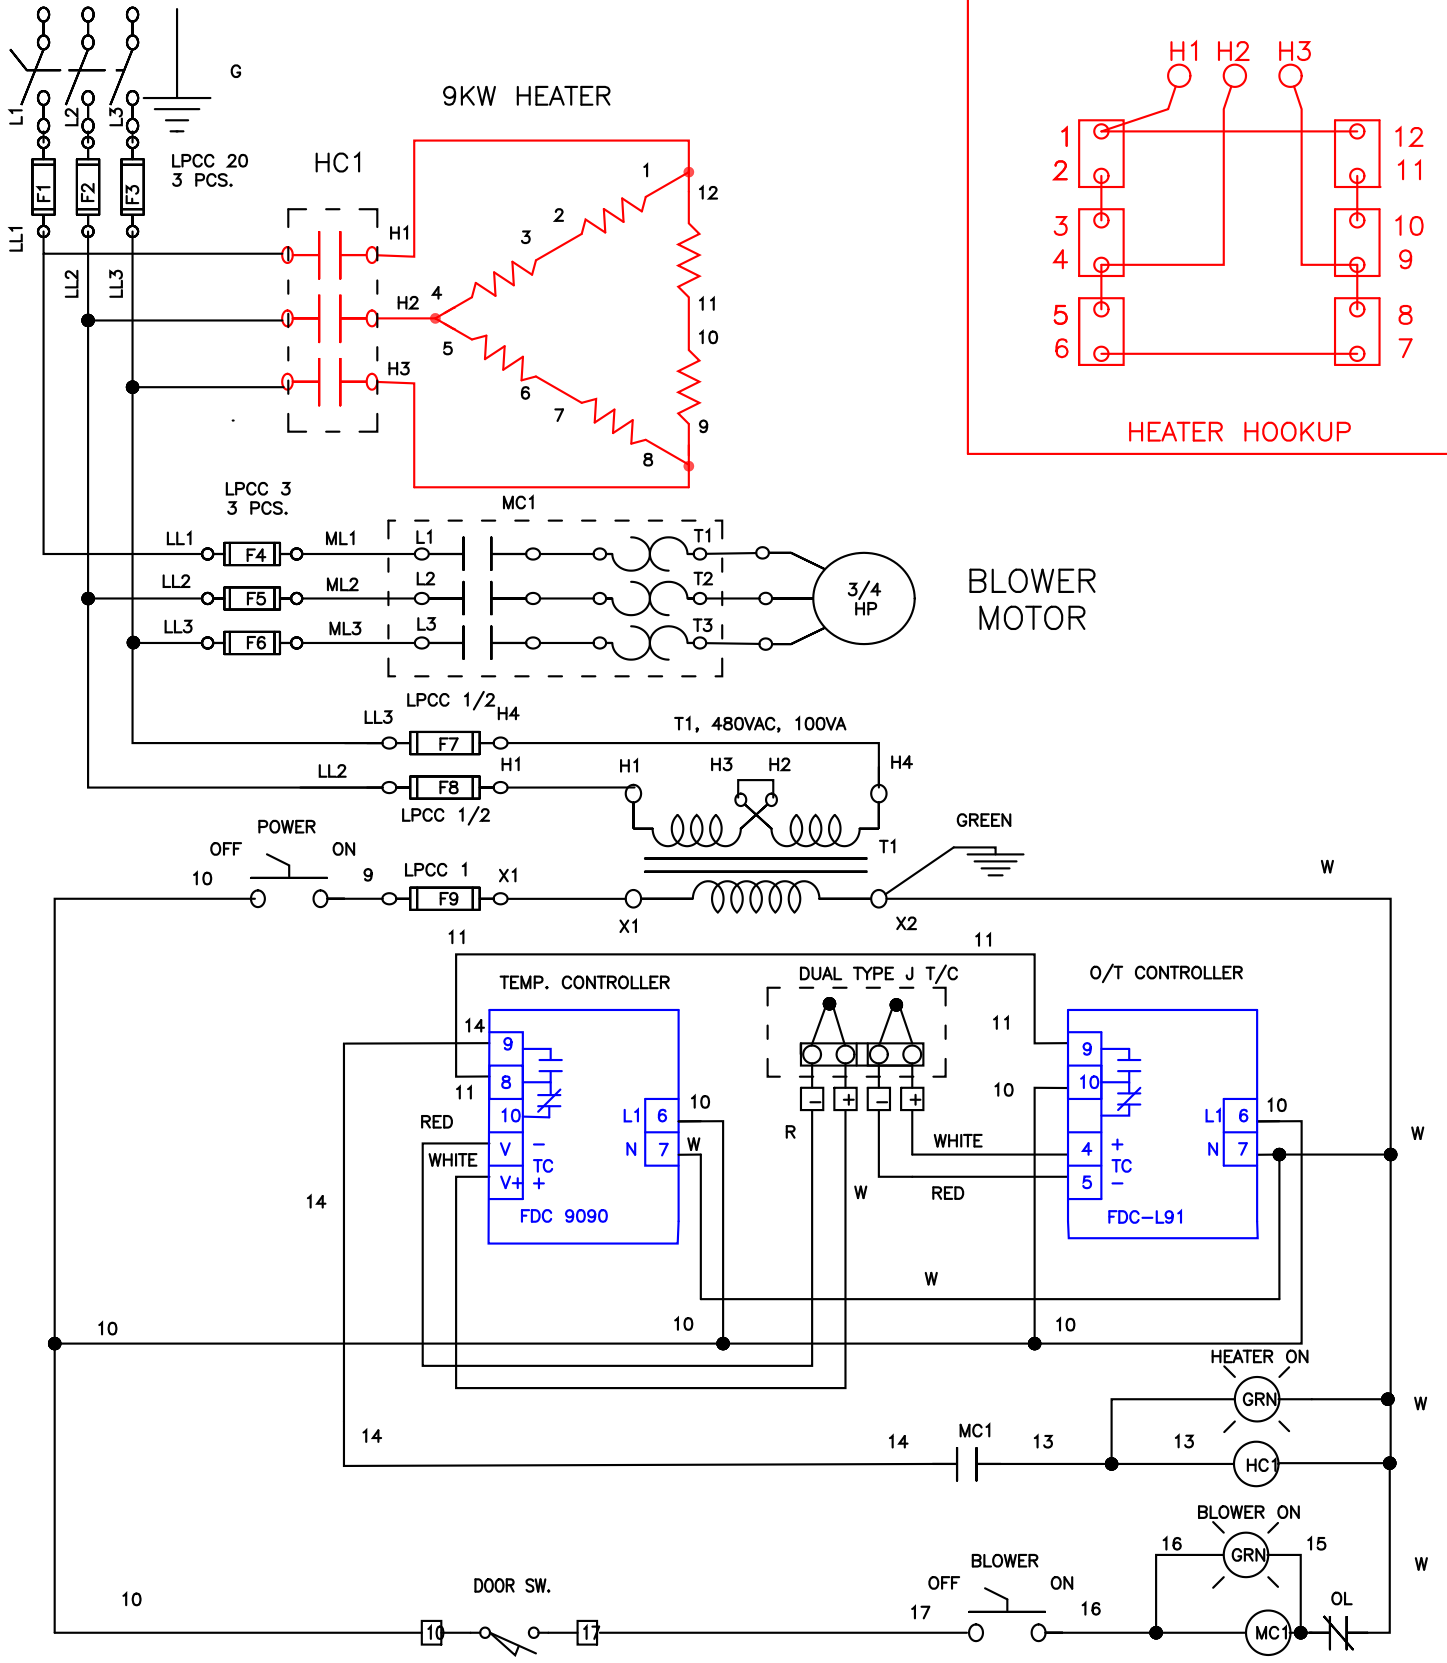 G
L1
L2
L3
LPCC 20
3 PCS.
F1
F2
F3
LL1
LL2
LL3
9KW HEATER
HC1
H1
H2
H3
1
2
3
4
5
6
7
8
9
10
11
12
H1 H2 H3
1
2
3
4
5
6
12
11
10
9
8
7
HEATER HOOKUP
LPCC 3
3 PCS.
MC1
LL1
F4
ML1
L1
T1
LL2
F5
ML2
L2
T2
LL3
F6
ML3
L3
T3
3/4
HP
BLOWER
MOTOR
LPCC 1/2
LL3
F7
H4
T1, 480VAC, 100VA
LL2
F8
H1
LPCC 1/2
H1
H3
H2
H4
T1
POWER
OFF
ON
10
9
LPCC 1
F9
X1
X1
X2
GREEN
W
11
11
TEMP. CONTROLLER
DUAL TYPE J T/C
O/T CONTROLLER
14
9
11
8
10
RED
V −
WHITE
TC
V+ +
FDC 9090
L1 6
N 7
10
W
−
+
−
+
R
W
WHITE
RED
11
9
10
10
4 +
TC
5 −
FDC−L91
L1 6
N 7
10
W
14
W
10
10
10
HEATER ON
GRN
W
14
14
MC1
13
13
HC1
BLOWER ON
16
GRN
15
W
10
DOOR SW.
10
17
BLOWER
OFF
ON
17
16
MC1
OL